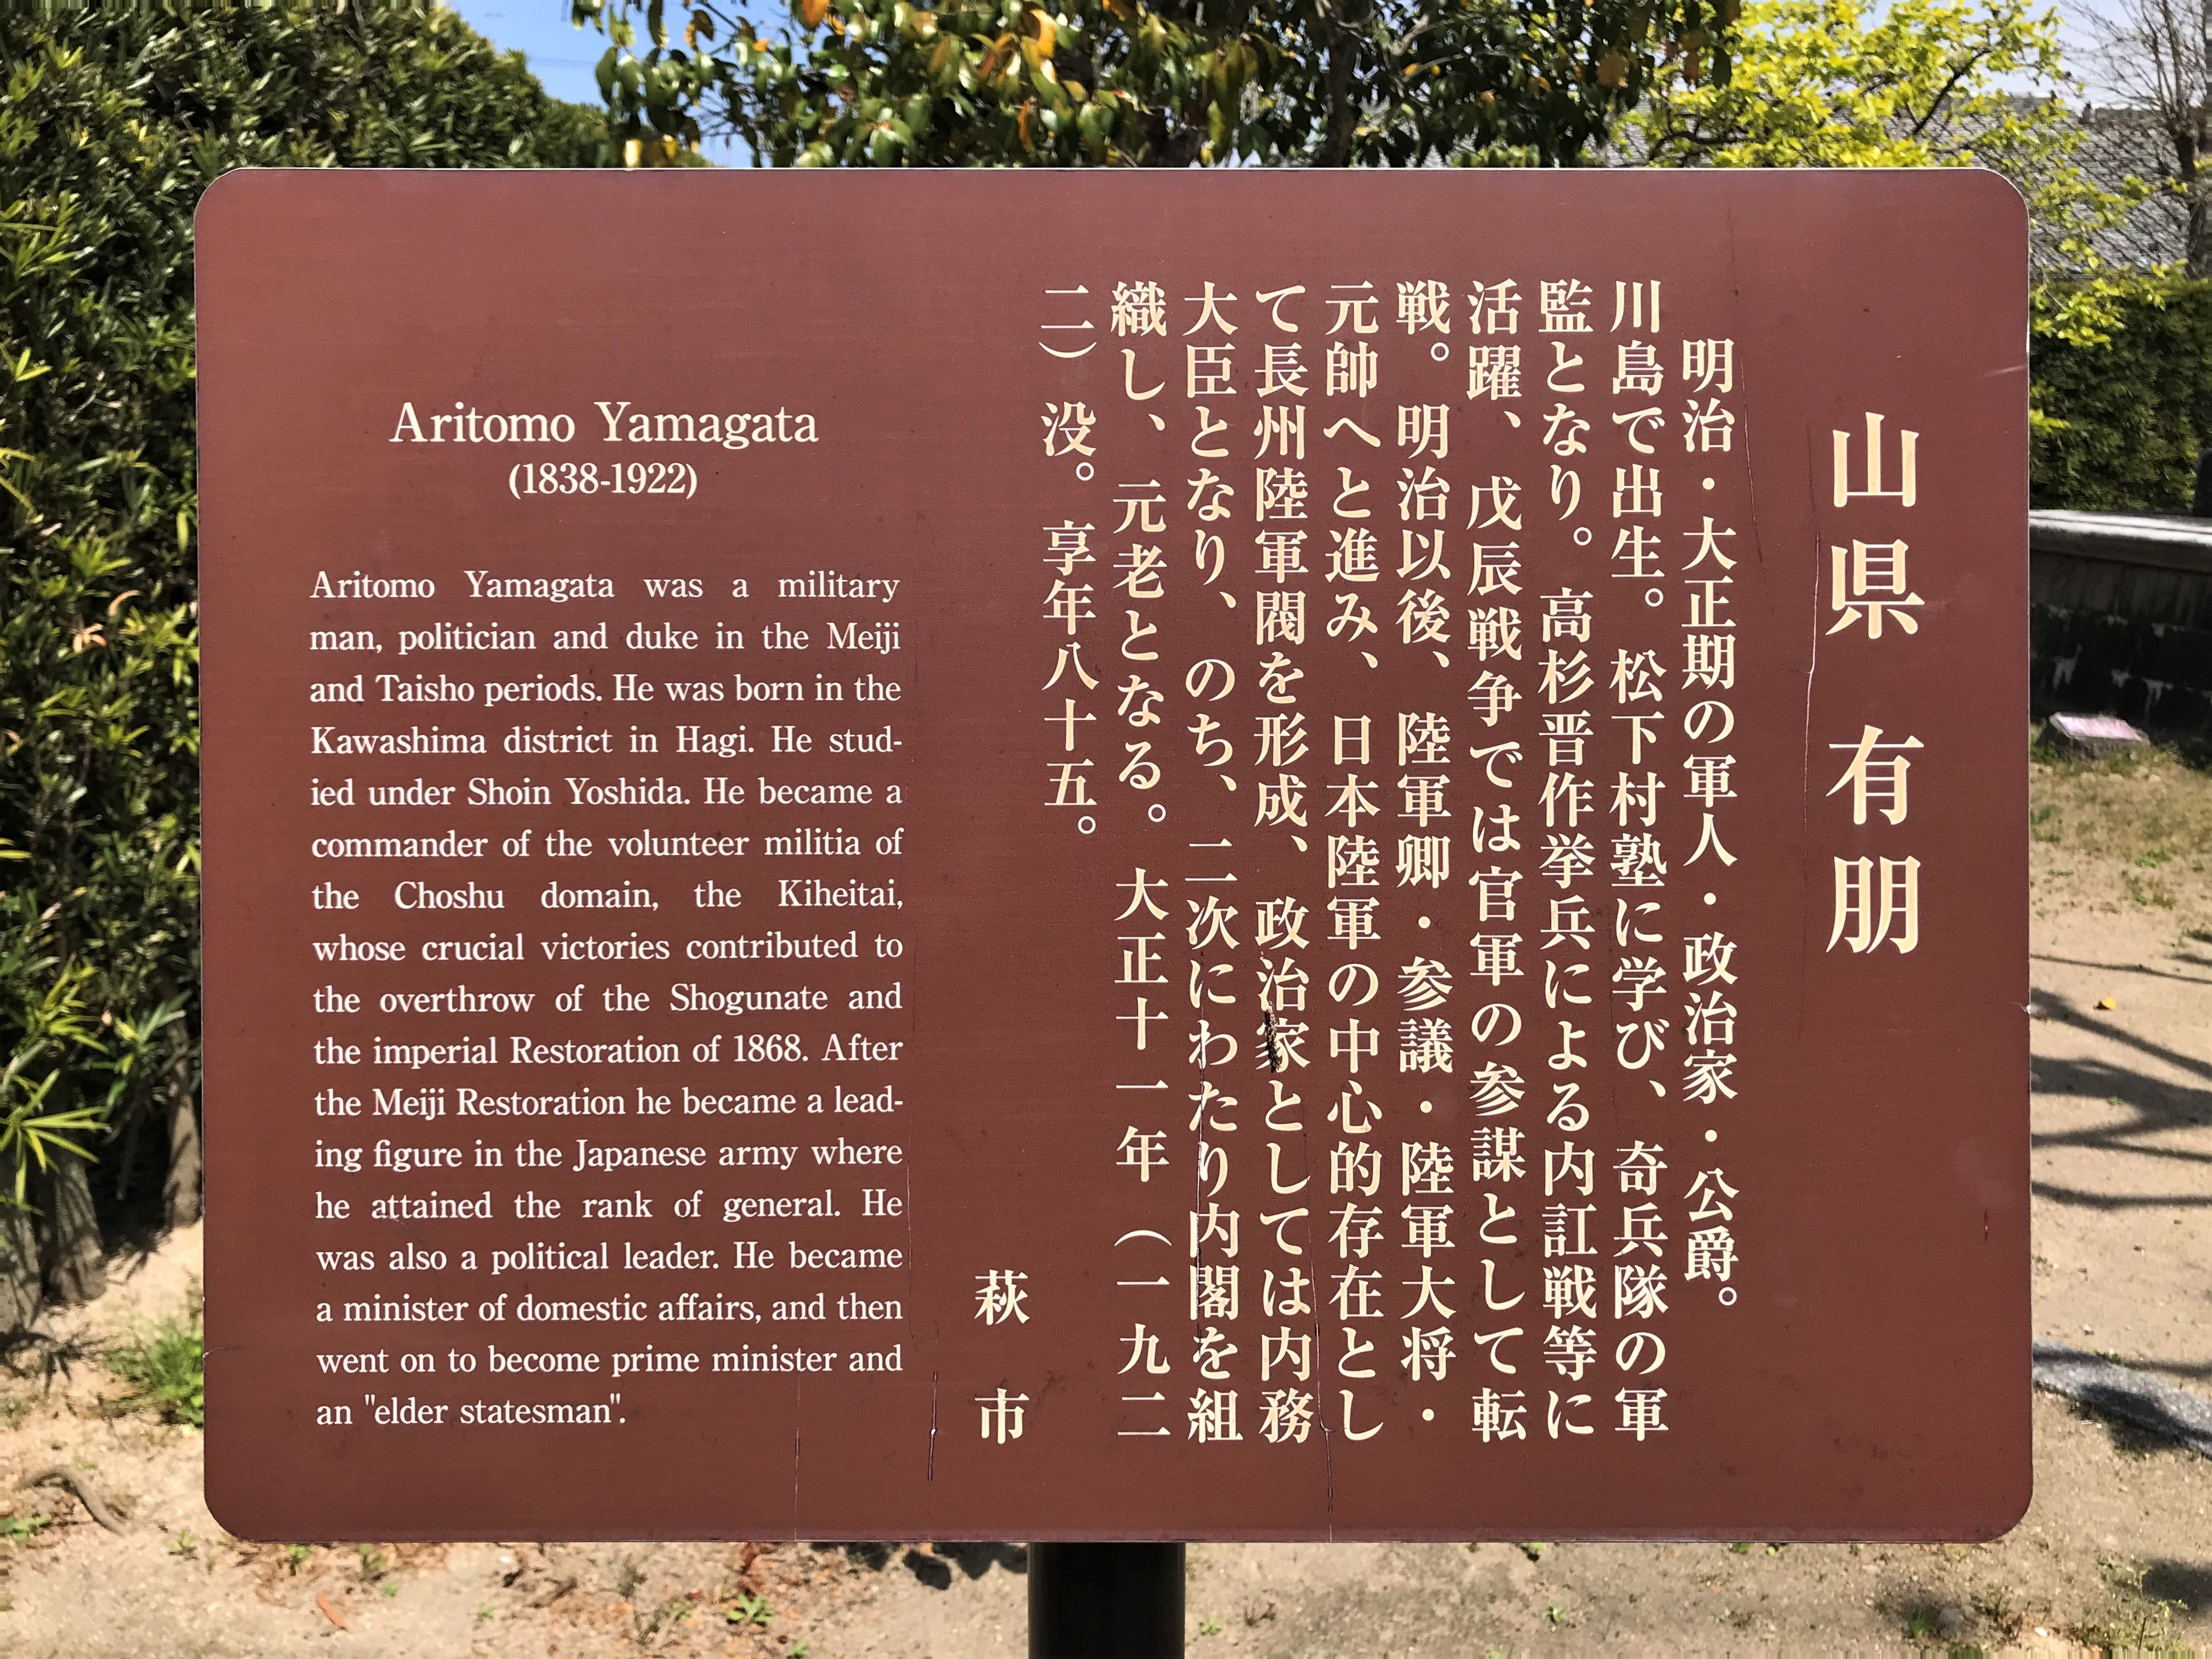 山県 有朋
明治・大正期の軍人・政治家・公爵。
川島で出生。松下村塾に学び、奇兵隊の軍
監となり。高杉晋作挙兵による内訌戦等に
活躍、戊辰戦争では官軍の参謀として転
戦。明治以後、陸軍卿・参議・陸軍大将・
元帥へと進み、日本陸軍の中心的存在とし
て長州陸軍閥を形成、政治家としては内務
大臣となり、のち、二次にわたり内閣を組
織し、元老となる。大正十一年（一九二
二）没。享年八十五。
萩市
Aritomo Yamagata
(1838-1922)
Aritomo Yamagata was a military
man, politician and duke in the Meiji
and Taisho periods. He was born in the
Kawashima district in Hagi. He stud-
ied under Shoin Yoshida. He became a
commander of the volunteer militia of
the Choshu domain, the Kiheitai,
whose crucial victories contributed to
the overthrow of the Shogunate and
the imperial Restoration of 1868. After
the Meiji Restoration he became a lead-
ing figure in the Japanese army where
he attained the rank of general. He
was also a political leader. He became
a minister of domestic affairs, and then
went on to become prime minister and
an "elder statesman".